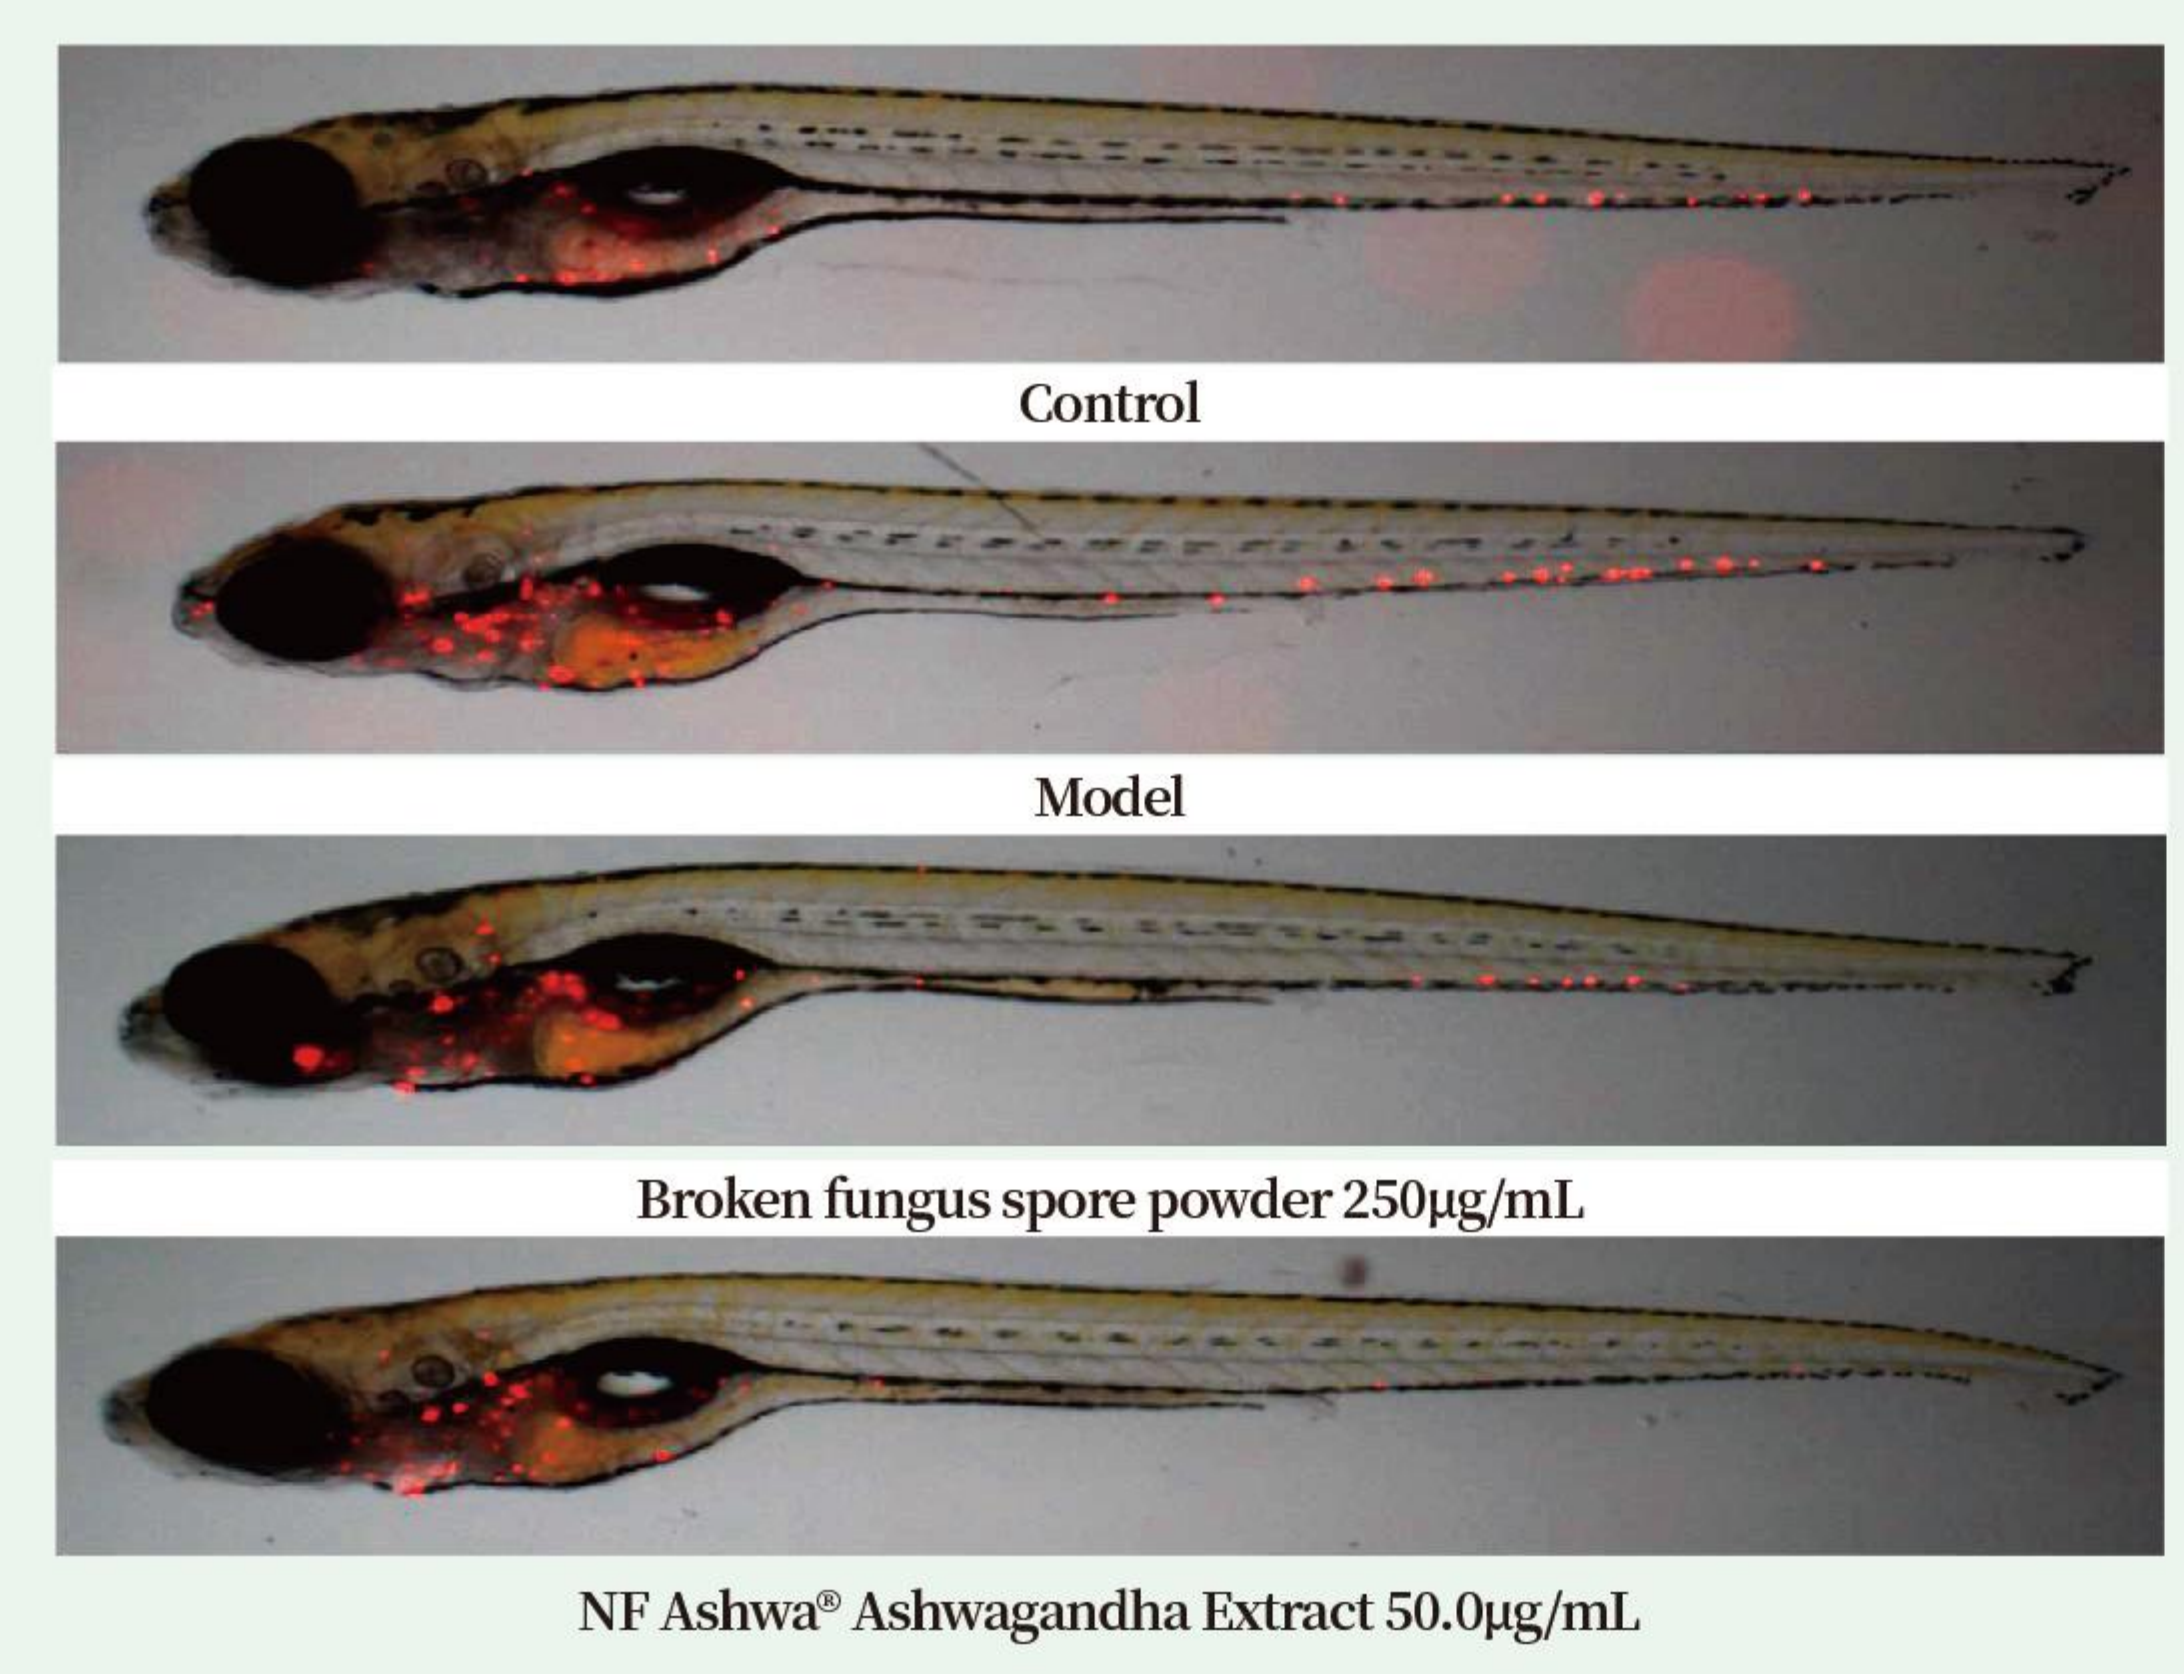 Control
Model
Broken fungus spore powder 250μg/mL
NF Ashwa® Ashwagandha Extract 50.0μg/mL